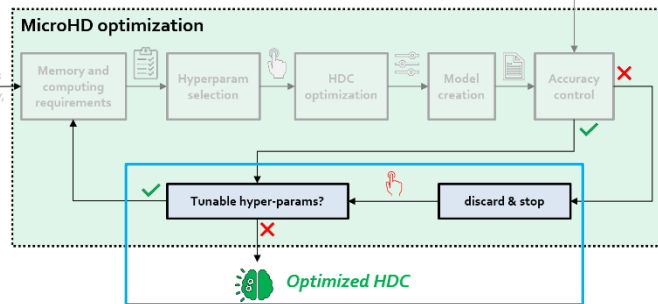 MicroHD optimization
Memory and
computing
requirements
Hyperparam
selection
HDC
optimization
Model
creation
Accuracy
control
Tunable hyper-params?
discard & stop
Optimized HDC